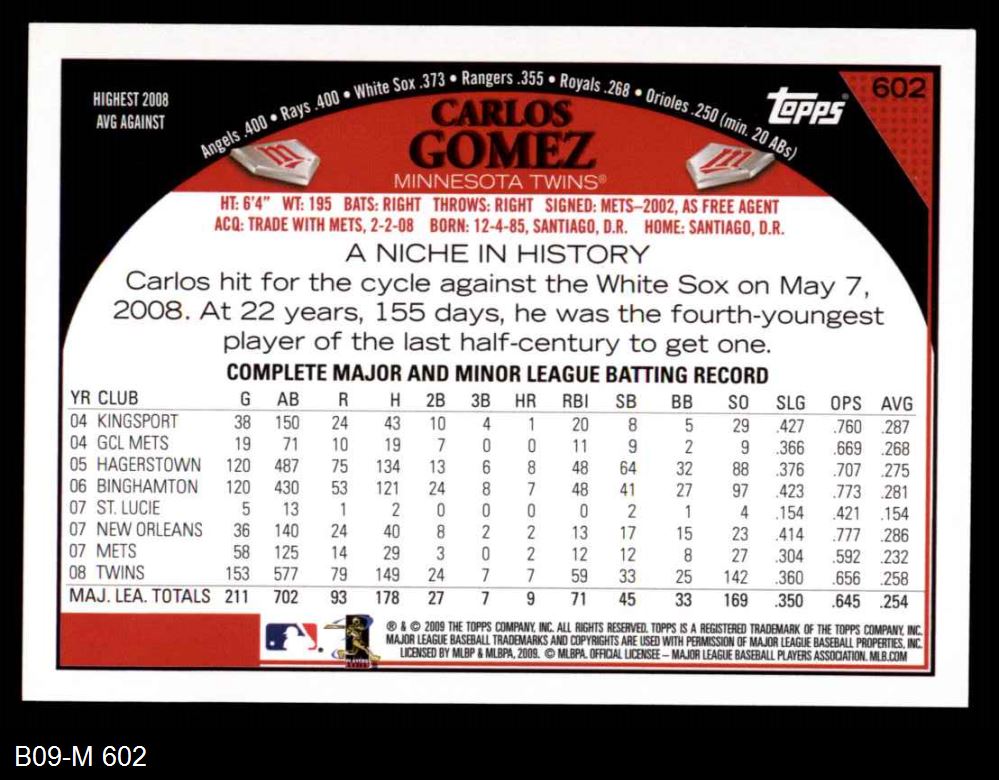 HIGHEST 2008
AVG AGAINST
Angels .400 • Rays .400 • White Sox .373 • Rangers .355 • Royals .268 • Orioles .250 (min. 20 ABs)
Topps
602
CARLOS
GOMEZ
MINNESOTA TWINS®
m
m
HT: 6'4" WT: 195 BATS: RIGHT THROWS: RIGHT SIGNED: METS–2002, AS FREE AGENT
ACQ: TRADE WITH METS, 2-2-08 BORN: 12-4-85, SANTIAGO, D.R. HOME: SANTIAGO, D.R.
A NICHE IN HISTORY
Carlos hit for the cycle against the White Sox on May 7,
2008. At 22 years, 155 days, he was the fourth-youngest
player of the last half-century to get one.
COMPLETE MAJOR AND MINOR LEAGUE BATTING RECORD
YR CLUB G AB R H 2B 3B HR RBI SB BB SO SLG OPS AVG
04 KINGSPORT 38 150 24 43 10 4 1 20 8 5 29 .427 .760 .287
04 GCL METS 19 71 10 19 7 0 0 11 9 2 9 .366 .669 .268
05 HAGERSTOWN 120 487 75 134 13 6 8 48 64 32 88 .376 .707 .275
06 BINGHAMTON 120 430 53 121 24 8 7 48 41 27 97 .423 .773 .281
07 ST. LUCIE 5 13 1 2 0 0 0 0 2 1 4 .154 .421 .154
07 NEW ORLEANS 36 140 24 40 8 2 2 13 17 15 23 .414 .777 .286
07 METS 58 125 14 29 3 0 2 12 12 8 27 .304 .592 .232
08 TWINS 153 577 79 149 24 7 7 59 33 25 142 .360 .656 .258
MAJ. LEA. TOTALS 211 702 93 178 27 7 9 71 45 33 169 .350 .645 .254
® & © 2009 THE TOPPS COMPANY, INC. ALL RIGHTS RESERVED. TOPPS IS A REGISTERED TRADEMARK OF THE TOPPS COMPANY, INC.
MAJOR LEAGUE BASEBALL TRADEMARKS AND COPYRIGHTS ARE USED WITH PERMISSION OF MAJOR LEAGUE BASEBALL PROPERTIES, INC.
LICENSED BY MLBP & MLBPA, 2009. © MLBPA. OFFICIAL LICENSEE – MAJOR LEAGUE BASEBALL PLAYERS ASSOCIATION. MLB.COM
B09-M 602